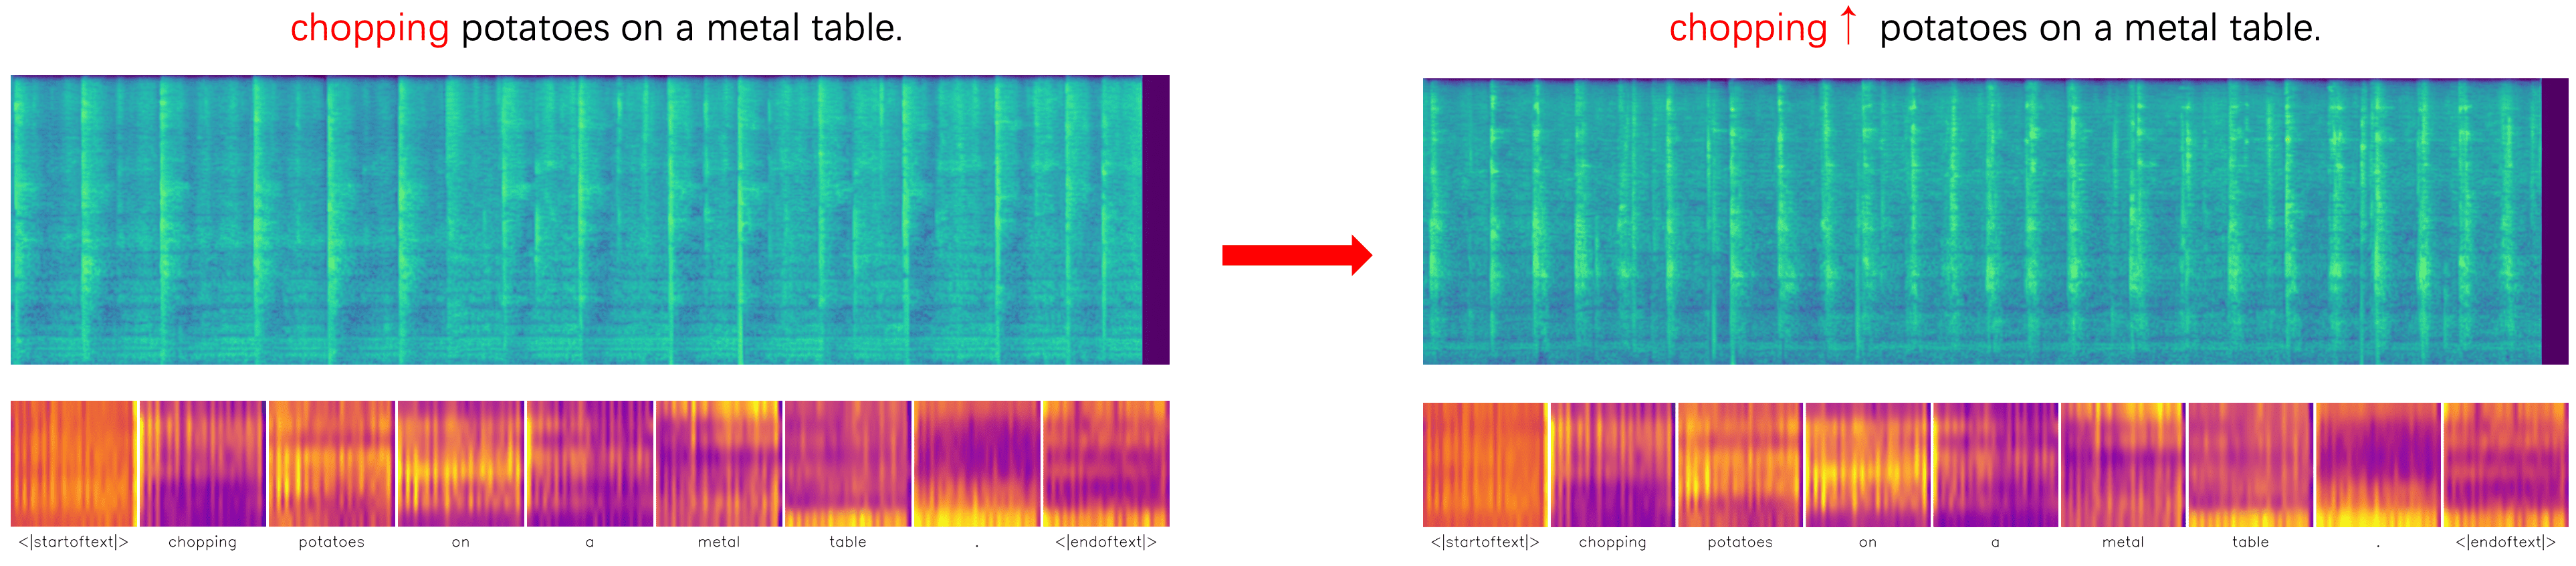 chopping potatoes on a metal table.
chopping ↑ potatoes on a metal table.
<|startoftext|> chopping potatoes on a metal table . <|endoftext|>
<|startoftext|> chopping potatoes on a metal table . <|endoftext|>